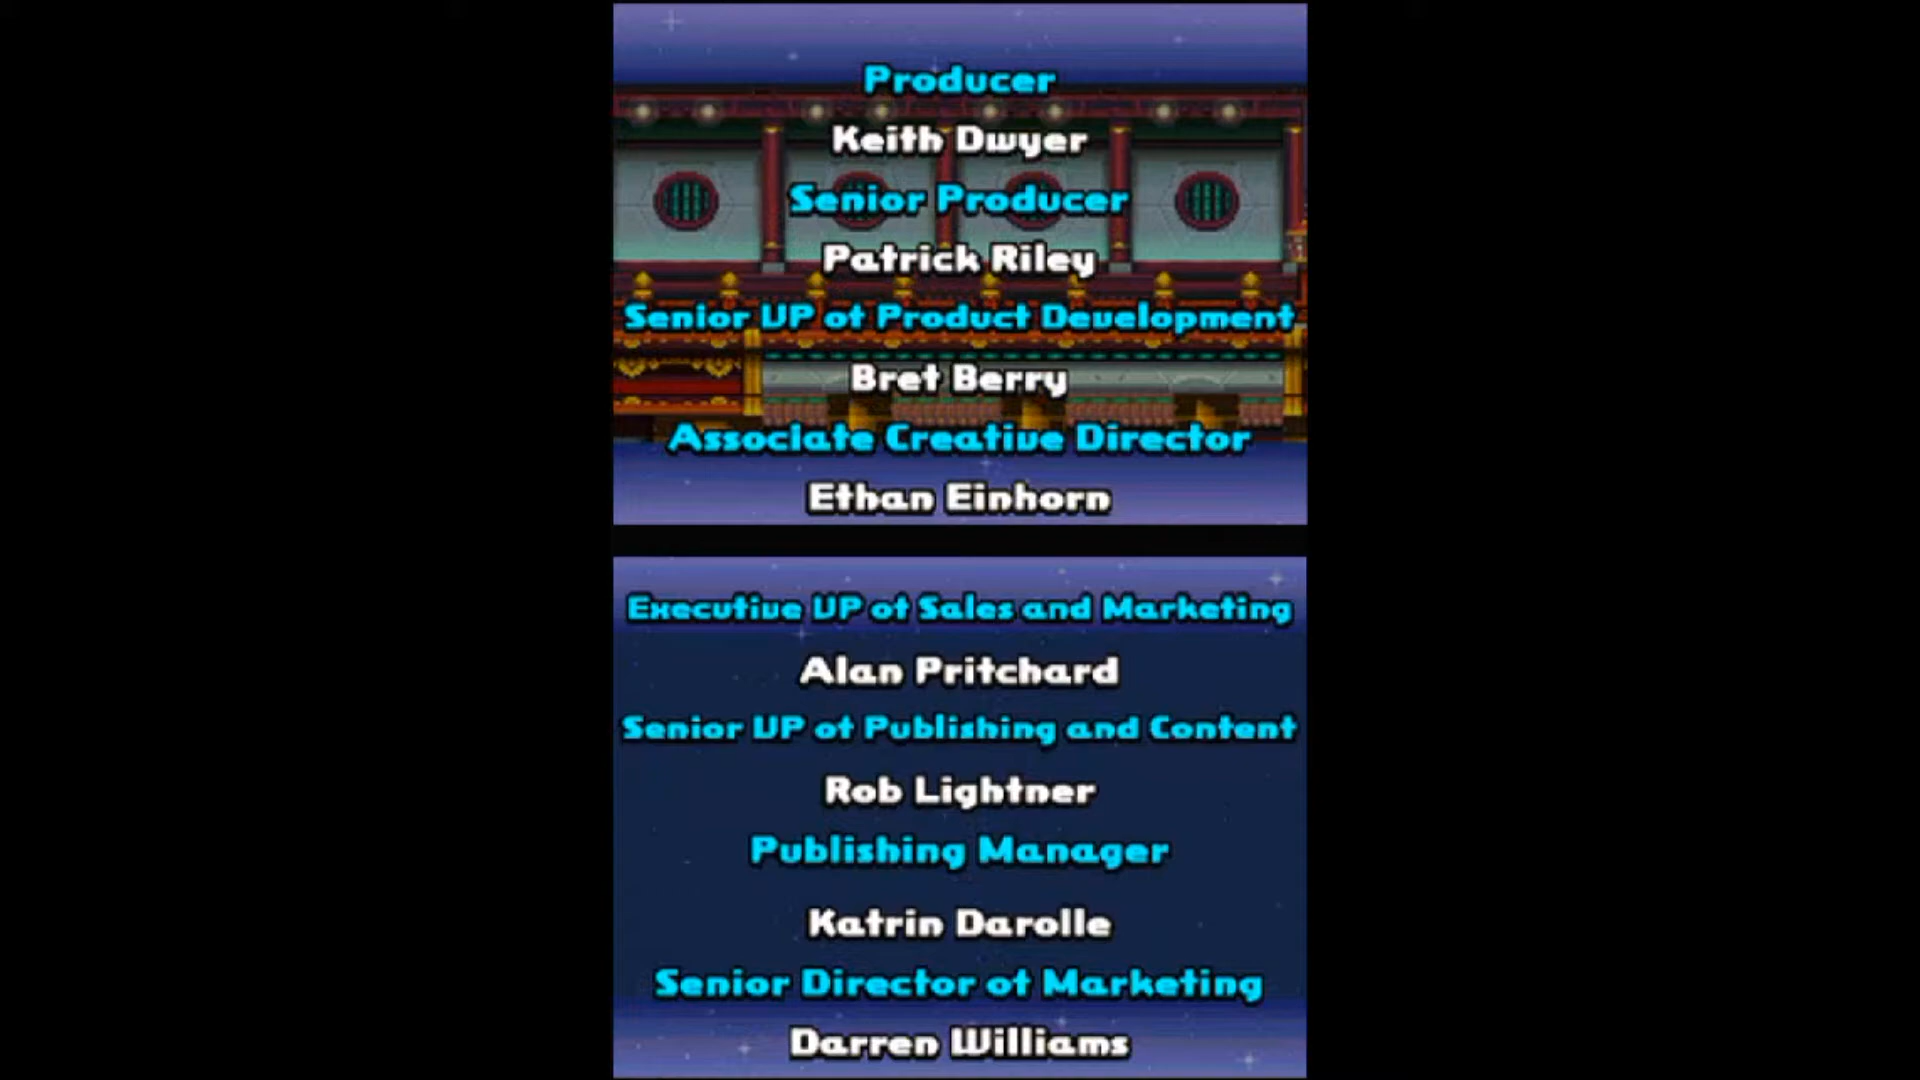 Producer
Keith Dwyer
Senior Producer
Patrick Riley
Senior VP of Product Development
Bret Berry
Associate Creative Director
Ethan Einhorn
Executive VP of Sales and Marketing
Alan Pritchard
Senior VP of Publishing and Content
Rob Lightner
Publishing Manager
Katrin Darolle
Senior Director of Marketing
Darren Williams